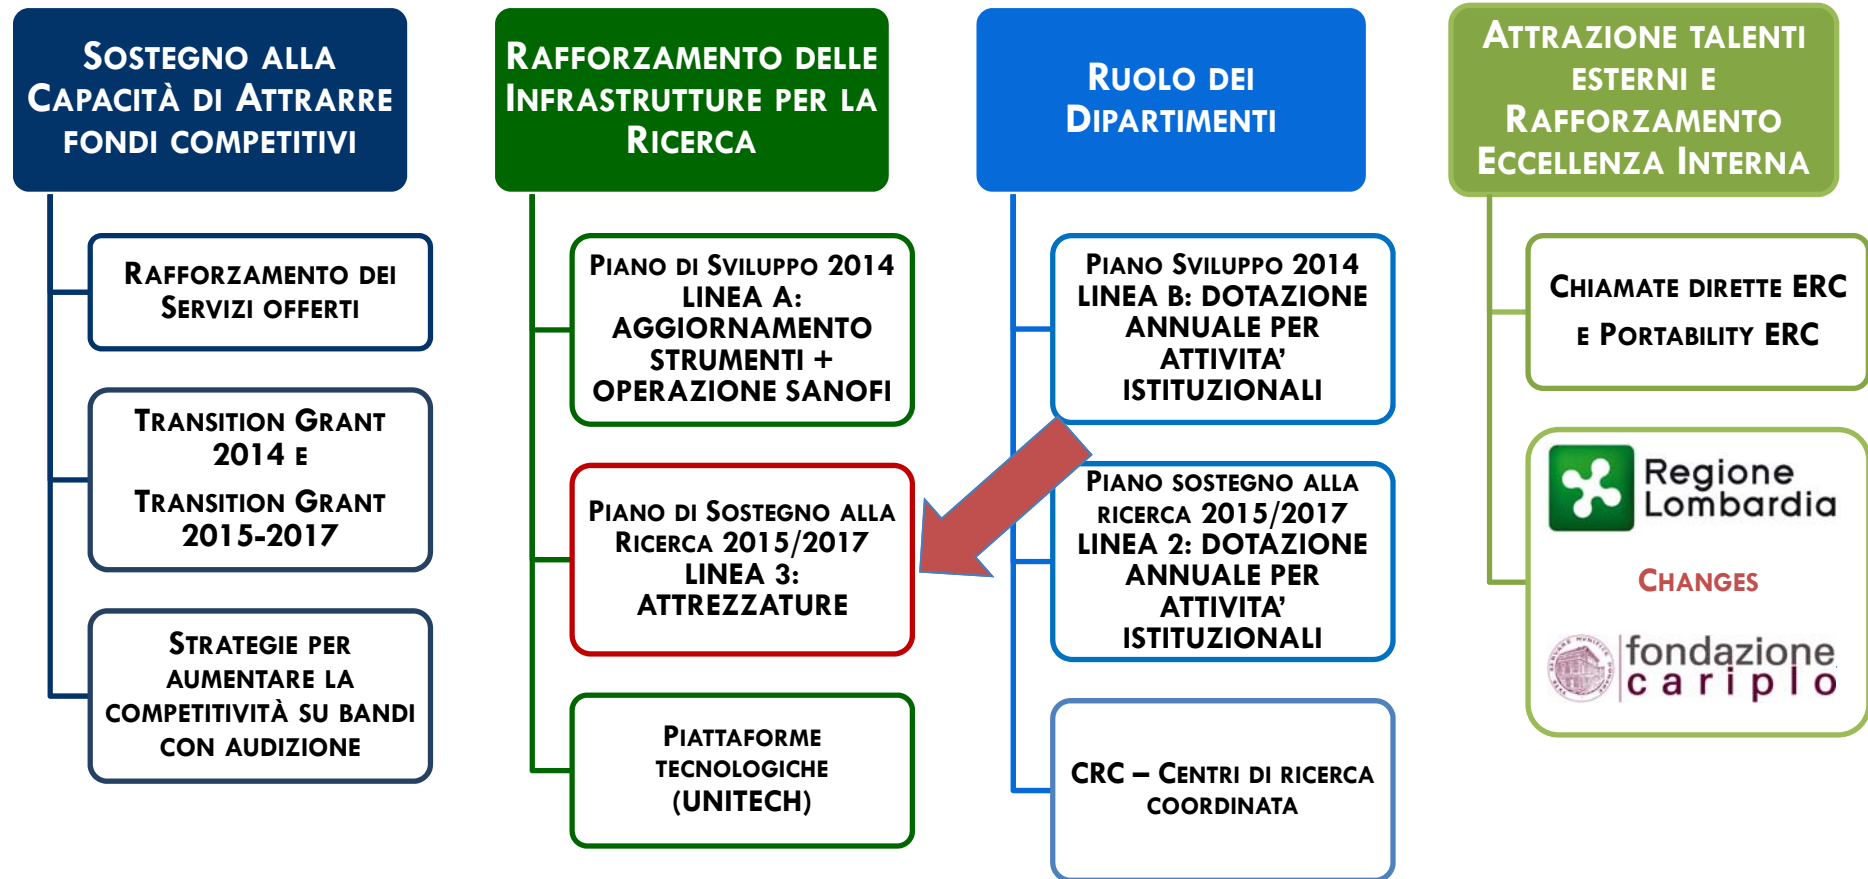 Sostegno alla
Capacità di Attrarre
fondi competitivi
Rafforzamento dei
Servizi offerti
Transition Grant
2014 e
Transition Grant
2015-2017
Strategie per
aumentare la
competitività su bandi
con audizione
Rafforzamento delle
Infrastrutture per la
Ricerca
Piano di Sviluppo 2014
LINEA A:
AGGIORNAMENTO
STRUMENTI +
OPERAZIONE SANOFI
Piano di Sostegno alla
Ricerca 2015/2017
LINEA 3:
ATTREZZATURE
Piattaforme
tecnologiche
(UNITECH)
Ruolo dei
Dipartimenti
Piano Sviluppo 2014
LINEA B: DOTAZIONE
ANNUALE PER
ATTIVITA’
ISTITUZIONALI
Piano sostegno alla
ricerca 2015/2017
LINEA 2: DOTAZIONE
ANNUALE PER
ATTIVITA’
ISTITUZIONALI
CRC – Centri di ricerca
coordinata
Attrazione talenti
esterni e
Rafforzamento
Eccellenza Interna
Chiamate dirette ERC
e Portability ERC
Regione
Lombardia
Changes
fondazione
cariplo